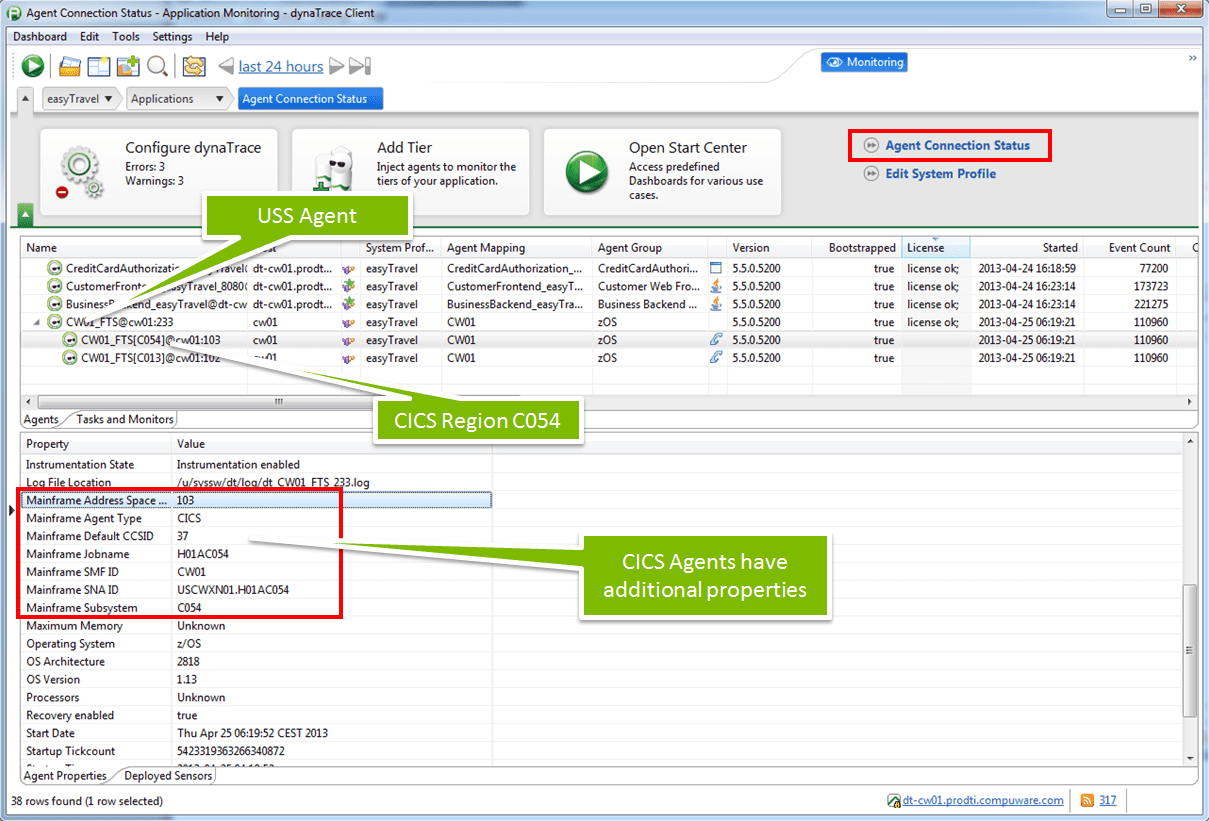 Agent Connection Status - Application Monitoring - dynaTrace Client
Dashboard Edit Tools Settings Help
last 24 hours
Monitoring
easyTravel Applications Agent Connection Status
Configure dynaTrace
Errors: 3
Warnings: 3
Add Tier
Inject agents to monitor the
tiers of your application.
Open Start Center
Access predefined
Dashboards for various use
cases.
Agent Connection Status
Edit System Profile
USS Agent
Name System Prof... Agent Mapping Agent Group Version Bootstrapped License Started Event Count
dt-cw01.prodt... easyTravel CreditCardAuthorization_... CreditCardAuthori... 5.5.0.5200 true license ok; 2013-04-24 16:18:59 77200
dt-cw01.prodt... easyTravel CustomerFrontend_easyTra... Customer Web Fro... 5.5.0.5200 true license ok; 2013-04-24 16:23:14 173723
dt-cw01.prodt... easyTravel BusinessBackend_easyTra... Business Backend ... 5.5.0.5200 true license ok; 2013-04-24 16:23:14 221275
CW01_FTS@cw01:233 cw01 easyTravel CW01 zOS 5.5.0.5200 true license ok; 2013-04-25 06:19:21 110960
CW01_FTS[C054]@cw01:103 cw01 easyTravel CW01 zOS 5.5.0.5200 true 2013-04-25 06:19:21 110960
CW01_FTS[C013]@cw01:102 easyTravel CW01 zOS 5.5.0.5200 true 2013-04-25 06:19:21 110960
CICS Region C054
Agents Tasks and Monitors
Property Value
Instrumentation State Instrumentation enabled
Log File Location /u/syssw/dt/log/dt_CW01_FTS_233.log
Mainframe Address Space ... 103
Mainframe Agent Type CICS
Mainframe Default CCSID 37
Mainframe Jobname H01AC054
Mainframe SMF ID CW01
Mainframe SNA ID USCWXN01.H01AC054
Mainframe Subsystem C054
CICS Agents have
additional properties
Maximum Memory Unknown
Operating System z/OS
OS Architecture 2818
OS Version 1.13
Processors Unknown
Recovery enabled true
Start Date Thu Apr 25 06:19:52 CEST 2013
Startup Tickcount 5423319363266340872
Agent Properties Deployed Sensors
38 rows found (1 row selected)
dt-cw01.prodti.compuware.com 317